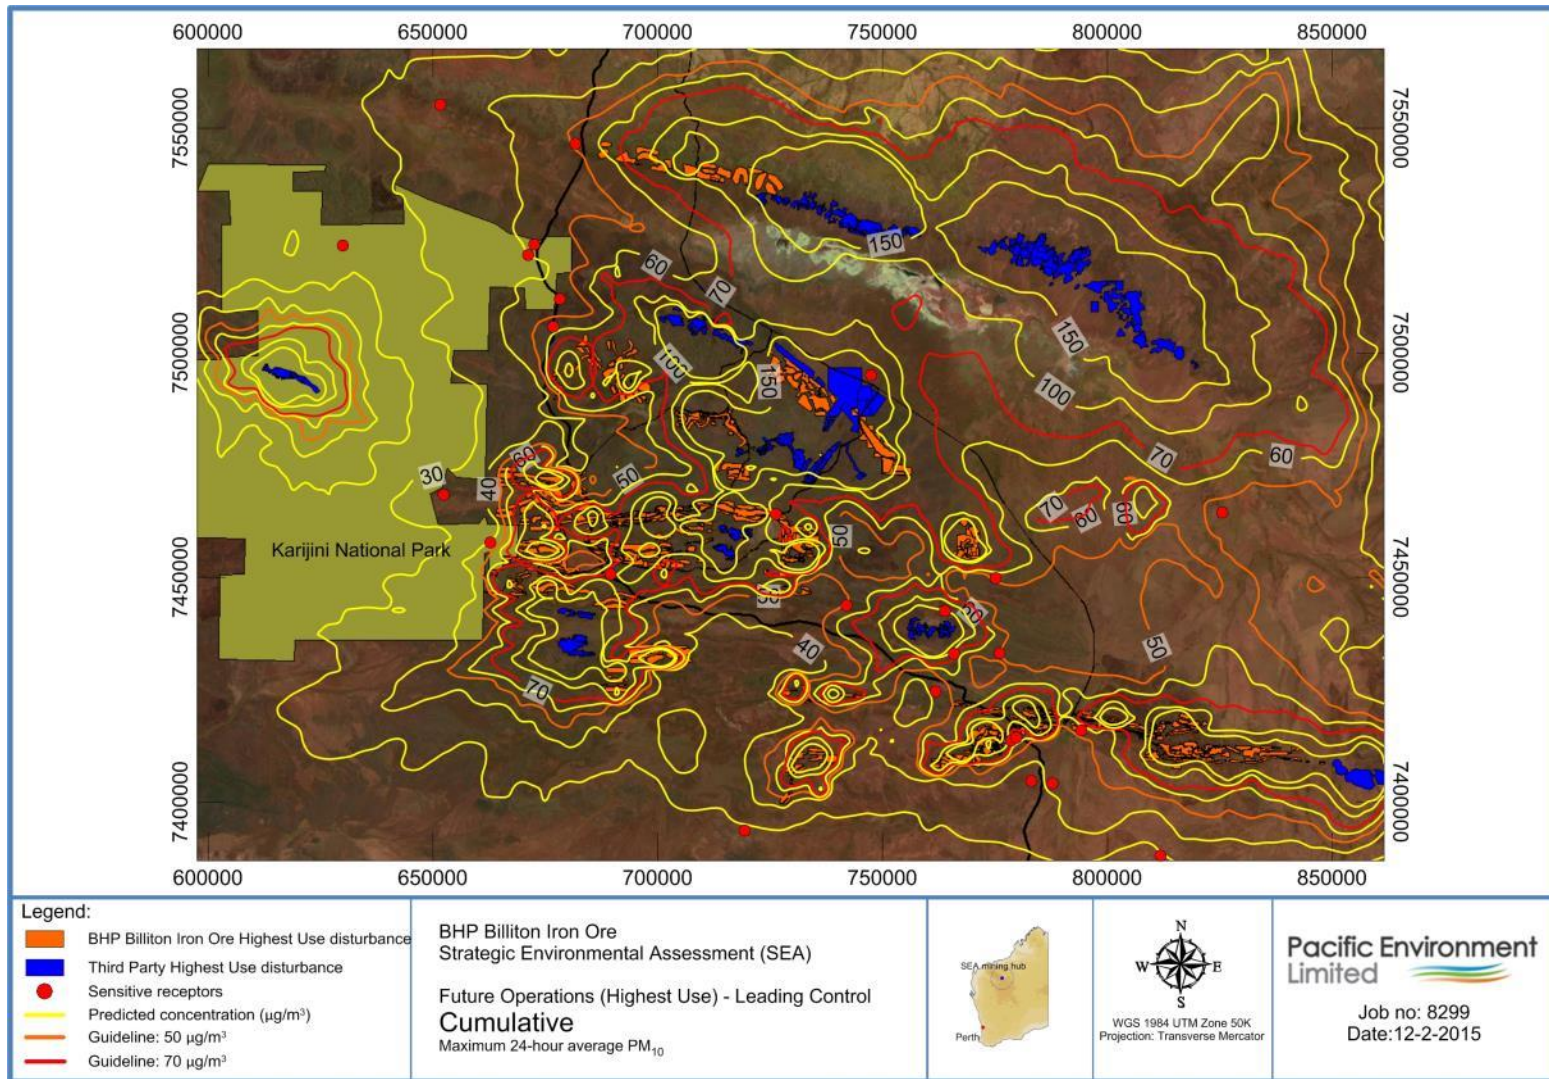 600000 650000 700000 750000 800000 850000
7550000
7500000
7450000
7400000
7550000
7500000
7450000
7400000
150
60
70
100
150
150
100
70
60
60
50
30
40
50
70
60
60
50
50
50
40
70
Karijini National Park
600000 650000 700000 750000 800000 850000
Legend:
BHP Billiton Iron Ore Highest Use disturbance
Third Party Highest Use disturbance
Sensitive receptors
Predicted concentration (µg/m³)
Guideline: 50 µg/m³
Guideline: 70 µg/m³
BHP Billiton Iron Ore
Strategic Environmental Assessment (SEA)
Future Operations (Highest Use) - Leading Control
Cumulative
Maximum 24-hour average PM₁₀
SEA mining hub
Perth
N
W E
S
WGS 1984 UTM Zone 50K
Projection: Transverse Mercator
Pacific Environment
Limited
Job no: 8299
Date:12-2-2015